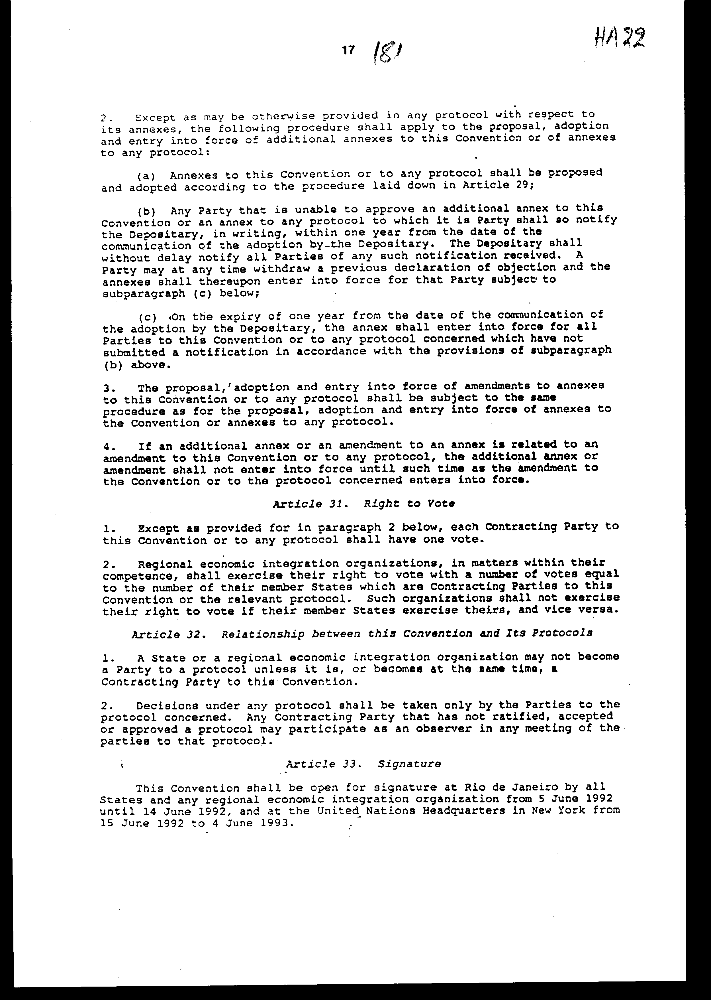 HA22
17 181
2. Except as may be otherwise provided in any protocol with respect to
its annexes, the following procedure shall apply to the proposal, adoption
and entry into force of additional annexes to this Convention or of annexes
to any protocol:
(a) Annexes to this Convention or to any protocol shall be proposed
and adopted according to the procedure laid down in Article 29;
(b) Any Party that is unable to approve an additional annex to this
Convention or an annex to any protocol to which it is Party shall so notify
the Depositary, in writing, within one year from the date of the
communication of the adoption by the Depositary. The Depositary shall
without delay notify all Parties of any such notification received. A
Party may at any time withdraw a previous declaration of objection and the
annexes shall thereupon enter into force for that Party subject to
subparagraph (c) below;
(c) On the expiry of one year from the date of the communication of
the adoption by the Depositary, the annex shall enter into force for all
Parties to this Convention or to any protocol concerned which have not
submitted a notification in accordance with the provisions of subparagraph
(b) above.
3. The proposal, adoption and entry into force of amendments to annexes
to this Convention or to any protocol shall be subject to the same
procedure as for the proposal, adoption and entry into force of annexes to
the Convention or annexes to any protocol.
4. If an additional annex or an amendment to an annex is related to an
amendment to this Convention or to any protocol, the additional annex or
amendment shall not enter into force until such time as the amendment to
the Convention or to the protocol concerned enters into force.
Article 31. Right to Vote
1. Except as provided for in paragraph 2 below, each Contracting Party to
this Convention or to any protocol shall have one vote.
2. Regional economic integration organizations, in matters within their
competence, shall exercise their right to vote with a number of votes equal
to the number of their member States which are Contracting Parties to this
Convention or the relevant protocol. Such organizations shall not exercise
their right to vote if their member States exercise theirs, and vice versa.
Article 32. Relationship between this Convention and Its Protocols
1. A State or a regional economic integration organization may not become
a Party to a protocol unless it is, or becomes at the same time, a
Contracting Party to this Convention.
2. Decisions under any protocol shall be taken only by the Parties to the
protocol concerned. Any Contracting Party that has not ratified, accepted
or approved a protocol may participate as an observer in any meeting of the
parties to that protocol.
Article 33. Signature
This Convention shall be open for signature at Rio de Janeiro by all
States and any regional economic integration organization from 5 June 1992
until 14 June 1992, and at the United Nations Headquarters in New York from
15 June 1992 to 4 June 1993.